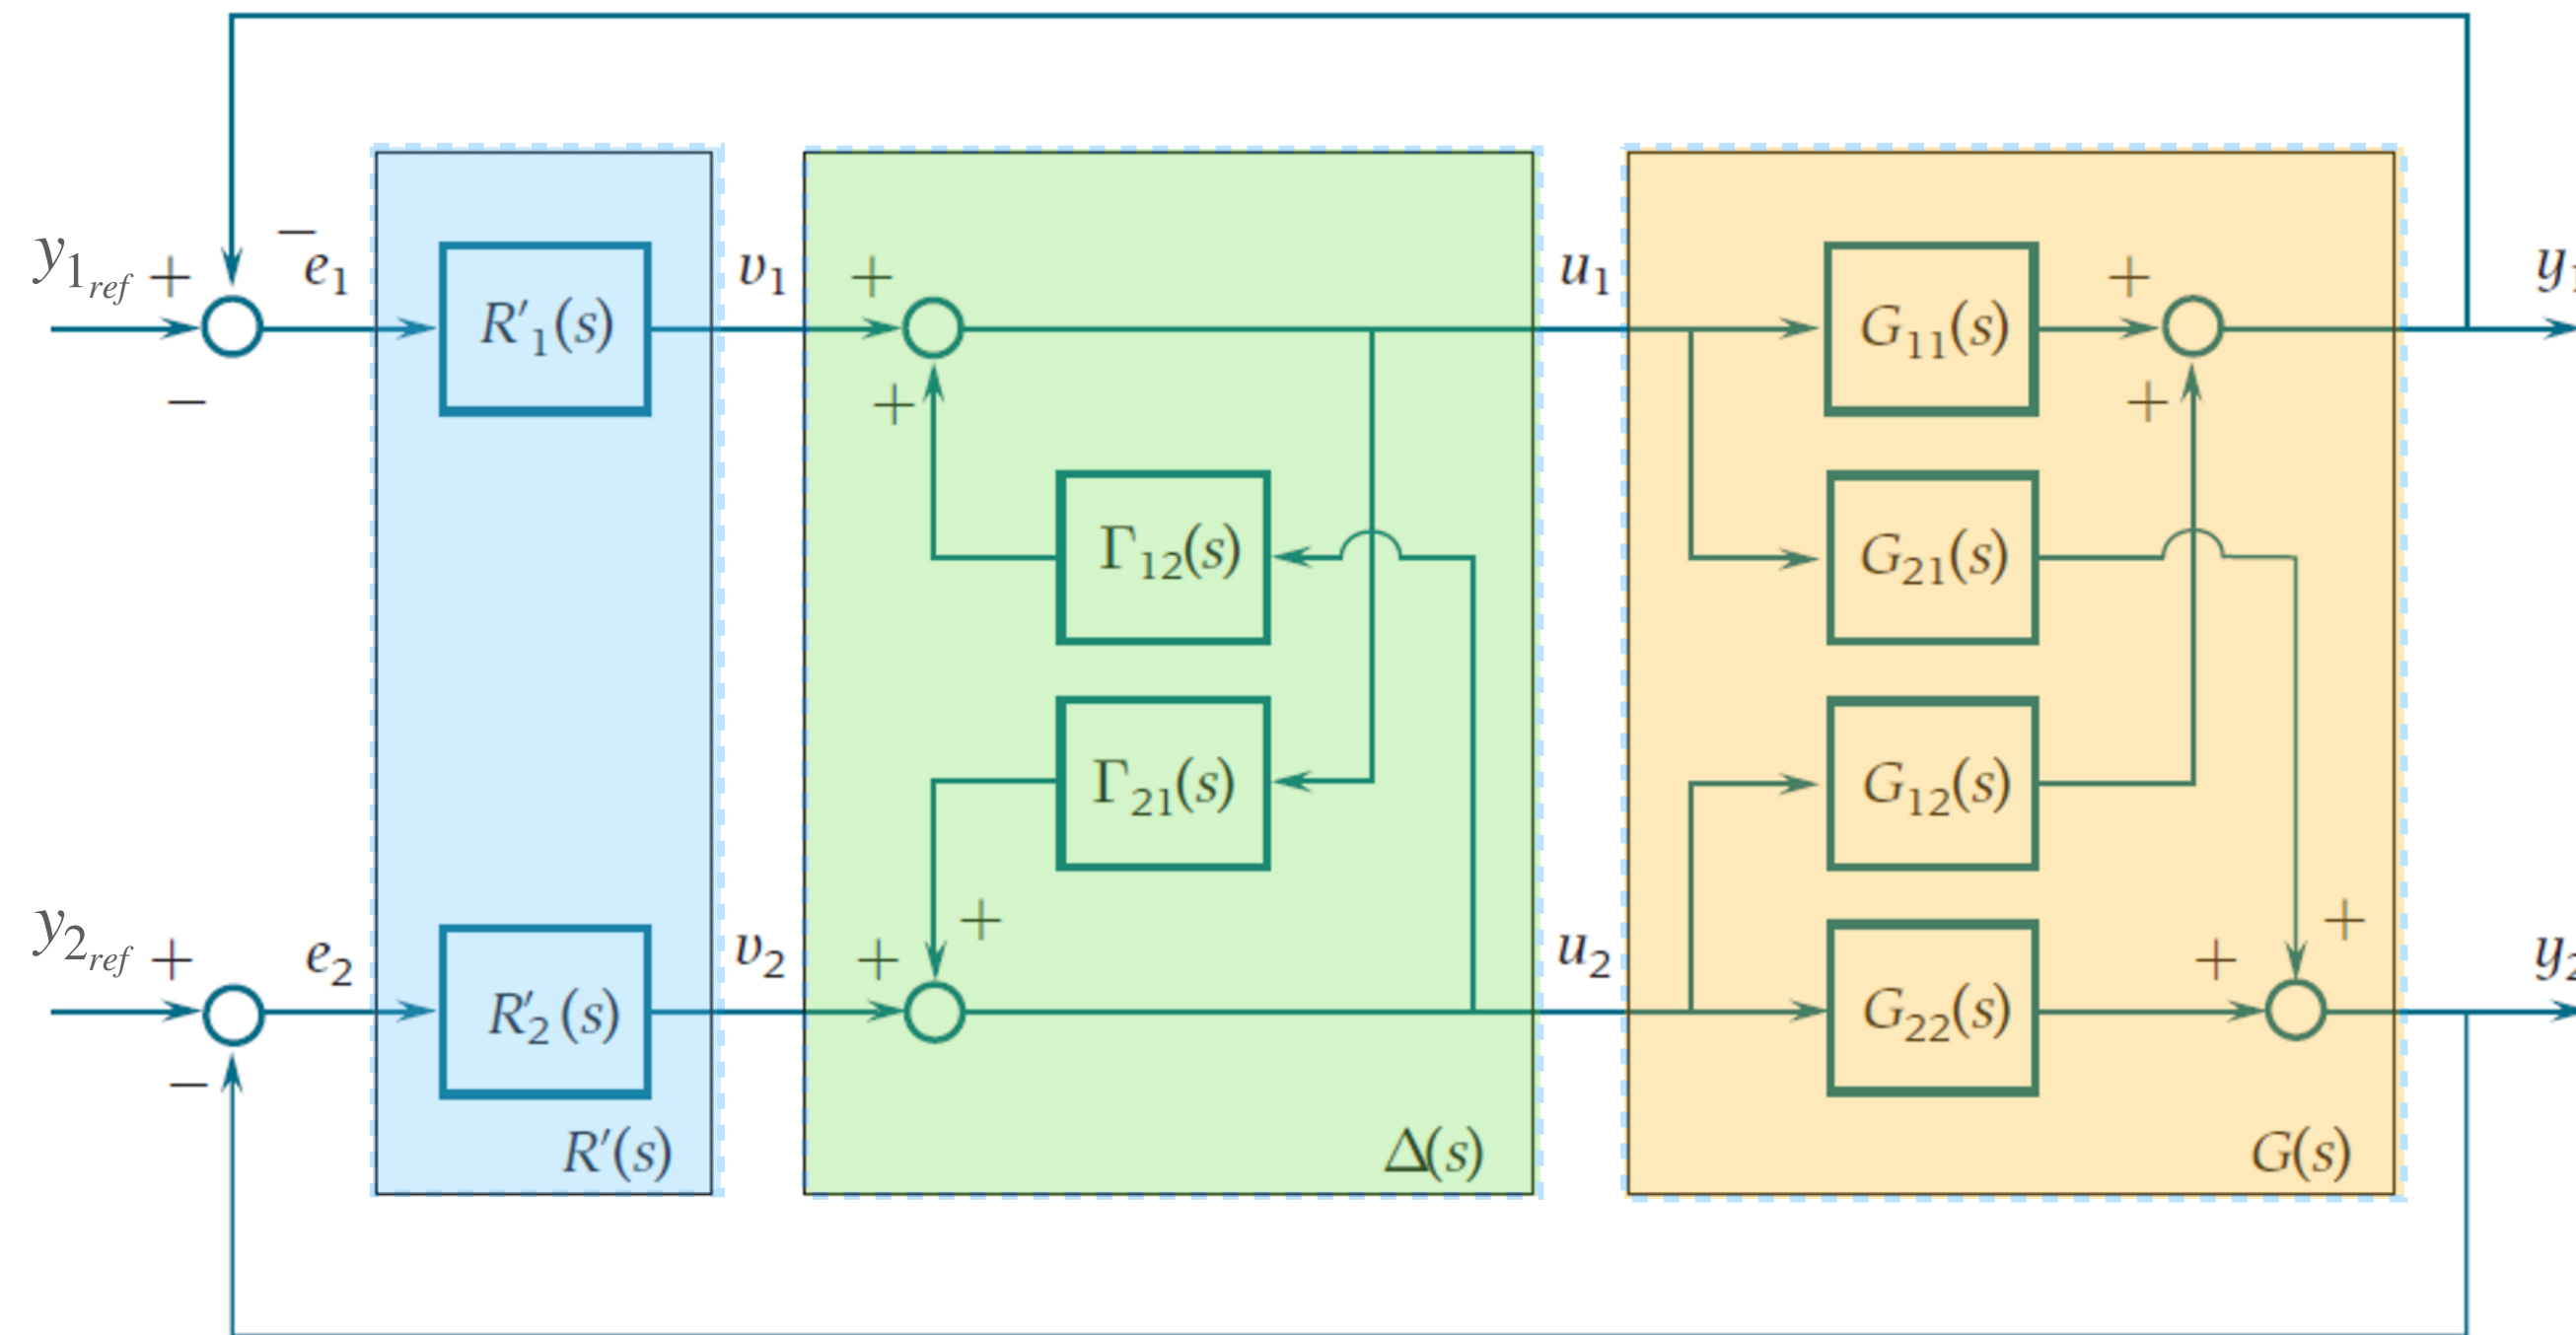 −
y1ref + e1 R′1(s) v1 + u1 G11(s) + y1
− + +
Γ12(s) G21(s)
Γ21(s) G12(s)
+ +
y2ref + e2 v2 + u2 + y2
R′2(s) G22(s)
−
R′(s) Δ(s) G(s)